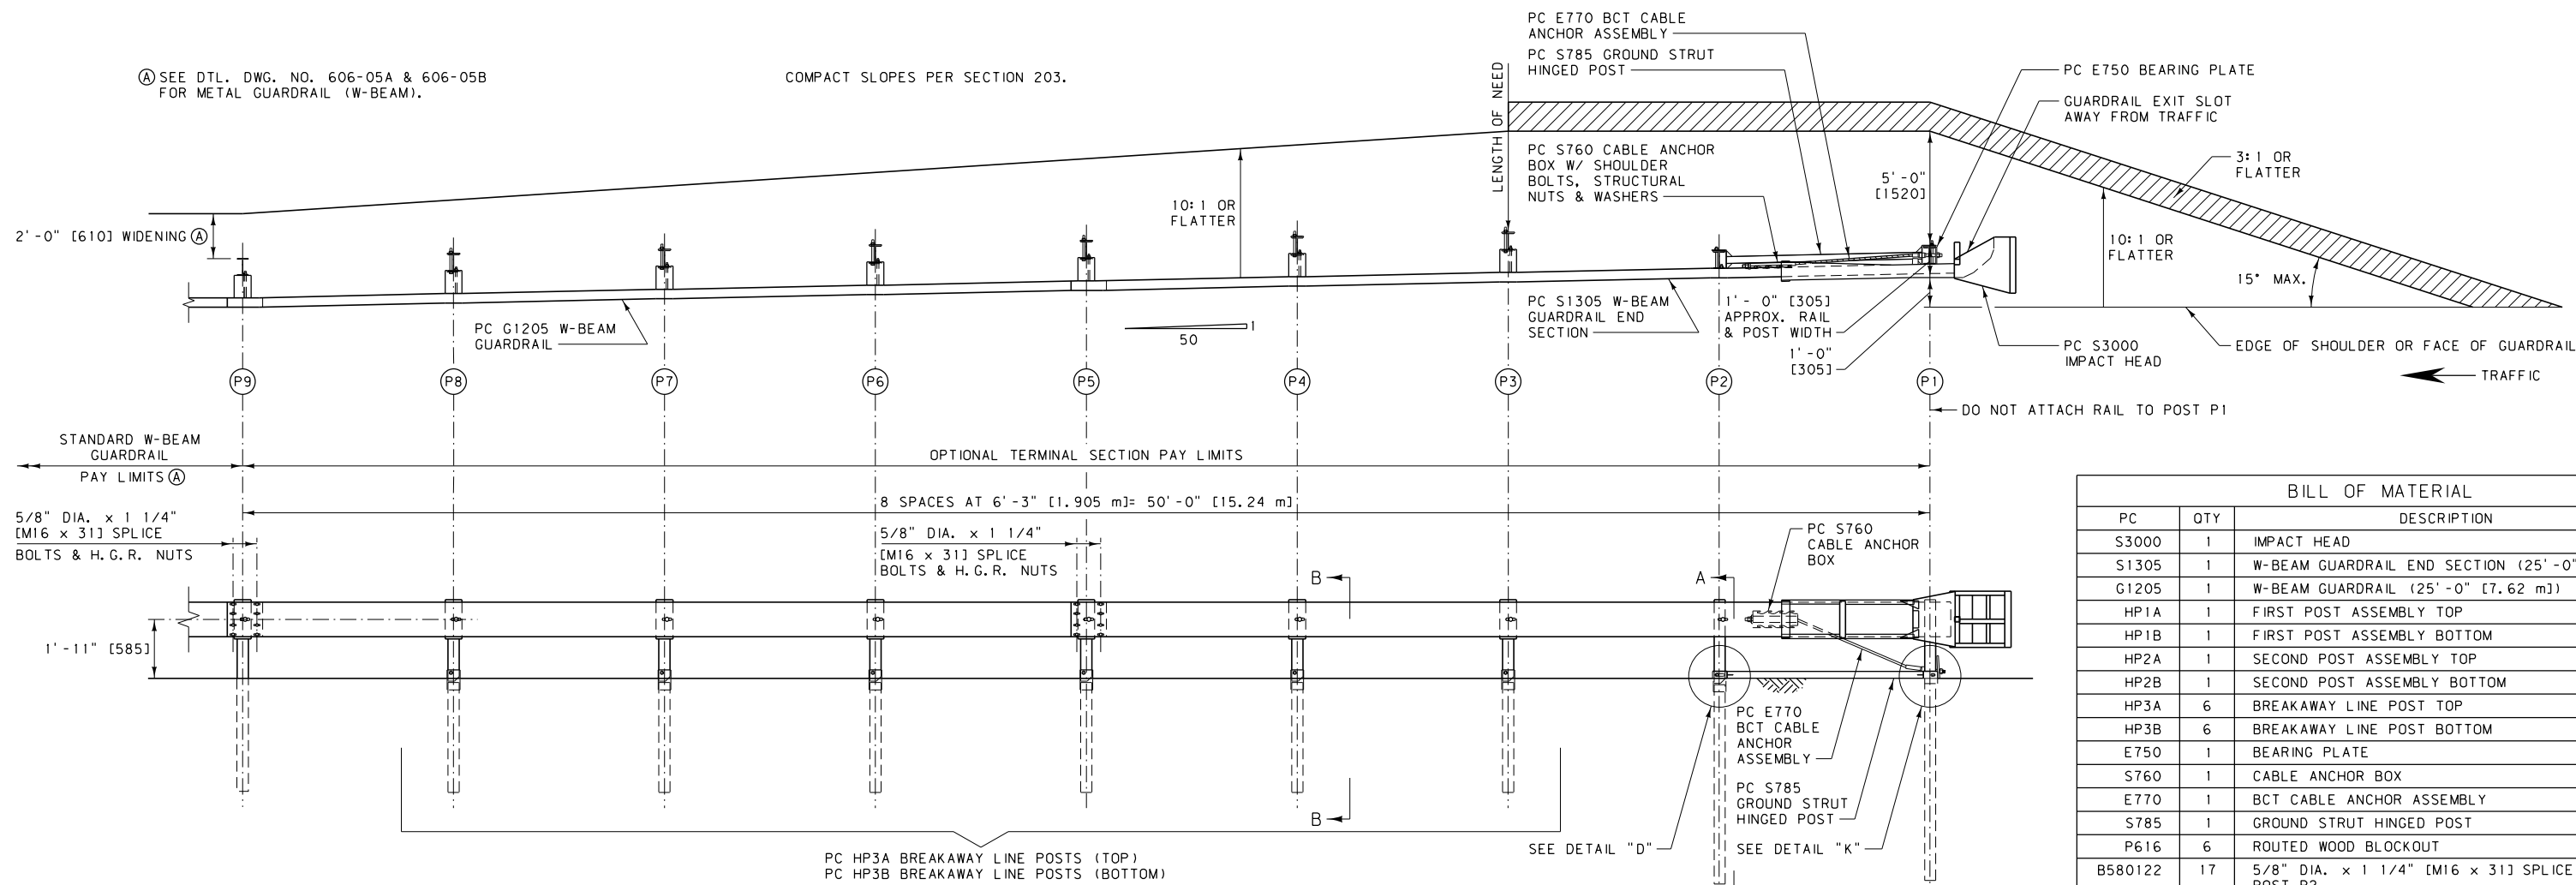 Ⓐ SEE DTL. DWG. NO. 606-05A & 606-05B
FOR METAL GUARDRAIL (W-BEAM).
COMPACT SLOPES PER SECTION 203.
LENGTH OF NEED
PC E770 BCT CABLE
ANCHOR ASSEMBLY
PC S785 GROUND STRUT
HINGED POST
PC E750 BEARING PLATE
GUARDRAIL EXIT SLOT
AWAY FROM TRAFFIC
PC S760 CABLE ANCHOR
BOX W/ SHOULDER
BOLTS, STRUCTURAL
NUTS & WASHERS
3:1 OR
FLATTER
5'-0"
[1520]
10:1 OR
FLATTER
2'-0" [610] WIDENING Ⓐ
10:1 OR
FLATTER
15° MAX.
PC G1205 W-BEAM
GUARDRAIL
1
50
PC S1305 W-BEAM
GUARDRAIL END
SECTION
1'- 0" [305]
APPROX. RAIL
& POST WIDTH
1'-0"
[305]
PC S3000
IMPACT HEAD
EDGE OF SHOULDER OR FACE OF GUARDRAIL
TRAFFIC
P9
P8
P7
P6
P5
P4
P3
P2
P1
DO NOT ATTACH RAIL TO POST P1
STANDARD W-BEAM
GUARDRAIL
PAY LIMITS Ⓐ
OPTIONAL TERMINAL SECTION PAY LIMITS
8 SPACES AT 6'-3" [1.905 m]= 50'-0" [15.24 m]
5/8" DIA. x 1 1/4"
[M16 x 31] SPLICE
BOLTS & H.G.R. NUTS
5/8" DIA. x 1 1/4"
[M16 x 31] SPLICE
BOLTS & H.G.R. NUTS
PC S760
CABLE ANCHOR
BOX
B
A
1'-11" [585]
PC E770
BCT CABLE
ANCHOR
ASSEMBLY
PC S785
GROUND STRUT
HINGED POST
B
SEE DETAIL "D"
SEE DETAIL "K"
PC HP3A BREAKAWAY LINE POSTS (TOP)
PC HP3B BREAKAWAY LINE POSTS (BOTTOM)
BILL OF MATERIAL
PC QTY DESCRIPTION
S3000 1 IMPACT HEAD
S1305 1 W-BEAM GUARDRAIL END SECTION (25'-0"
G1205 1 W-BEAM GUARDRAIL (25'-0" [7.62 m])
HP1A 1 FIRST POST ASSEMBLY TOP
HP1B 1 FIRST POST ASSEMBLY BOTTOM
HP2A 1 SECOND POST ASSEMBLY TOP
HP2B 1 SECOND POST ASSEMBLY BOTTOM
HP3A 6 BREAKAWAY LINE POST TOP
HP3B 6 BREAKAWAY LINE POST BOTTOM
E750 1 BEARING PLATE
S760 1 CABLE ANCHOR BOX
E770 1 BCT CABLE ANCHOR ASSEMBLY
S785 1 GROUND STRUT HINGED POST
P616 6 ROUTED WOOD BLOCKOUT
B580122 17 5/8" DIA. x 1 1/4" [M16 x 31] SPLICE
POST P2